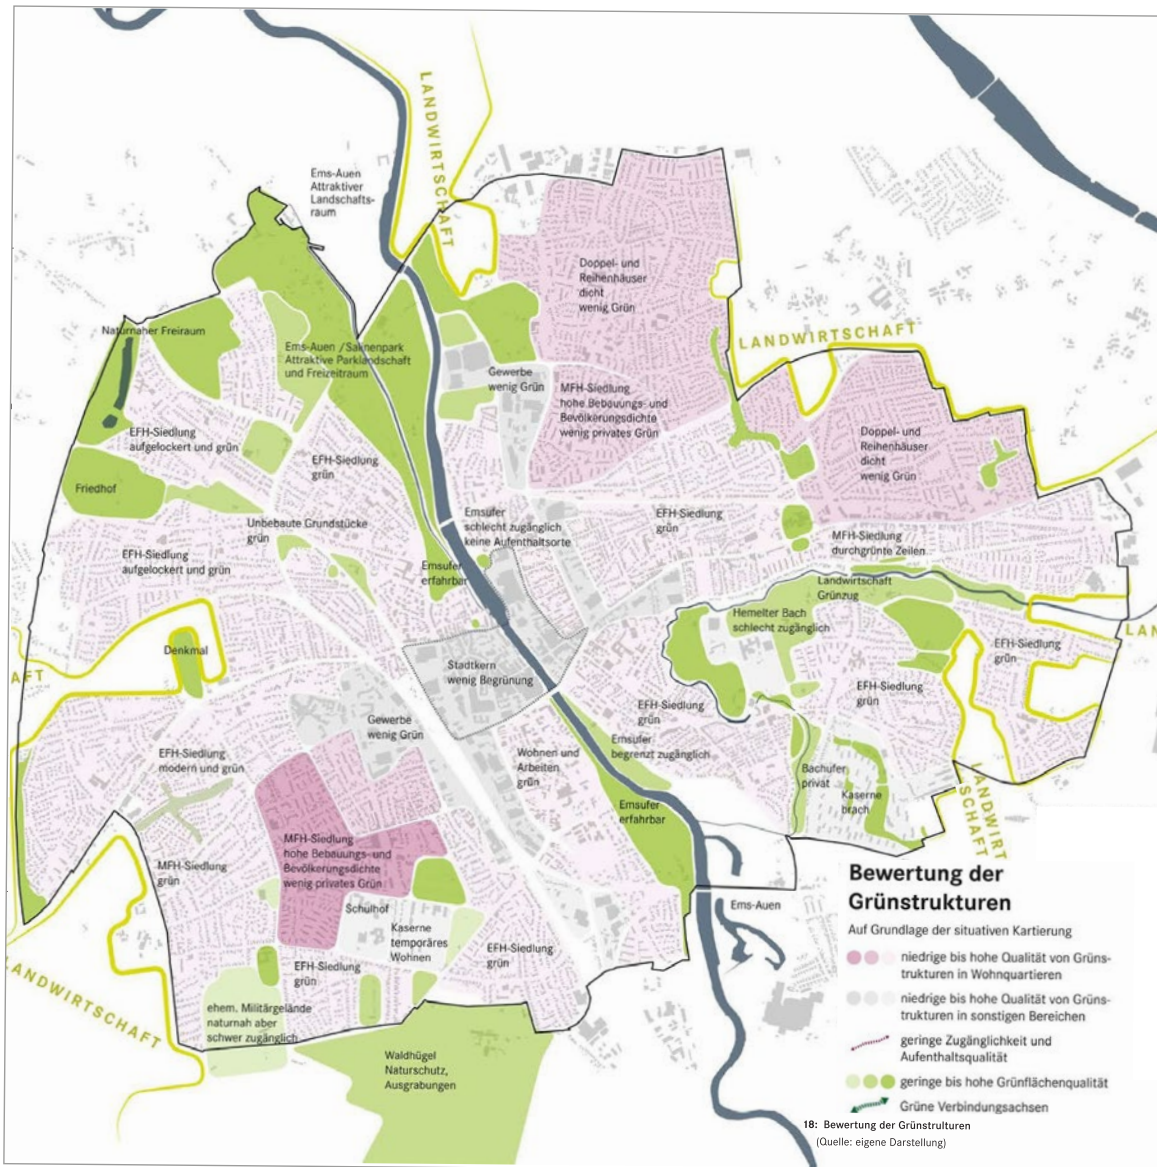 LANDWIRTSCHAFT
Ems-Auen
Attraktiver
Landschafts-
raum
Doppel- und
Reihenhäuser
dicht
wenig Grün
Naturnaher Freiraum
Ems-Auen /Salinenpark
Attraktive Parklandschaft
und Freizeitraum
LANDWIRTSCHAFT
Gewerbe
wenig Grün
MFH-Siedlung
hohe Bebauungs- und
Bevölkerungsdichte
wenig privates Grün
EFH-Siedlung
aufgelockert und grün
EFH-Siedlung
grün
Doppel- und
Reihenhäuser
dicht
wenig Grün
Friedhof
Unbebaute Grundstücke
grün
Emsufer
schlecht zugänglich
keine Aufenthaltsorte
EFH-Siedlung
grün
MFH-Siedlung
durchgrünte Zeilen
EFH-Siedlung
aufgelockert und grün
Emsufer
erfahrbar
Landwirtschaft
Grünzug
Hemelter Bach
schlecht zugänglich
LAN
Denkmal
AFT
Stadtkern
wenig Begrünung
EFH-Siedlung
grün
EFH-Siedlung
grün
EFH-Siedlung
grün
Gewerbe
wenig Grün
Emsufer
begrenzt zugänglich
EFH-Siedlung
modern und grün
Wohnen und
Arbeiten
grün
Bachufer
privat
Kaserne
brach
LANDWIRT
SCHAFT
Emsufer
erfahrbar
MFH-Siedlung
hohe Bebauungs- und
Bevölkerungsdichte
wenig privates Grün
MFH-Siedlung
grün
Schulhof
Kaserne
temporäres
Wohnen
Ems-Auen
EFH-Siedlung
grün
EFH-Siedlung
grün
LANDWIRTSCHAFT
ehem. Militärgelände
naturnah aber
schwer zugänglich
Waldhügel
Naturschutz,
Ausgrabungen
Bewertung der
Grünstrukturen
Auf Grundlage der situativen Kartierung
niedrige bis hohe Qualität von Grüns-
trukturen in Wohnquartieren
niedrige bis hohe Qualität von Grüns-
trukturen in sonstigen Bereichen
geringe Zugänglichkeit und
Aufenthaltsqualität
geringe bis hohe Grünflächenqualität
Grüne Verbindungsachsen
18: Bewertung der Grünstrulturen
(Quelle: eigene Darstellung)